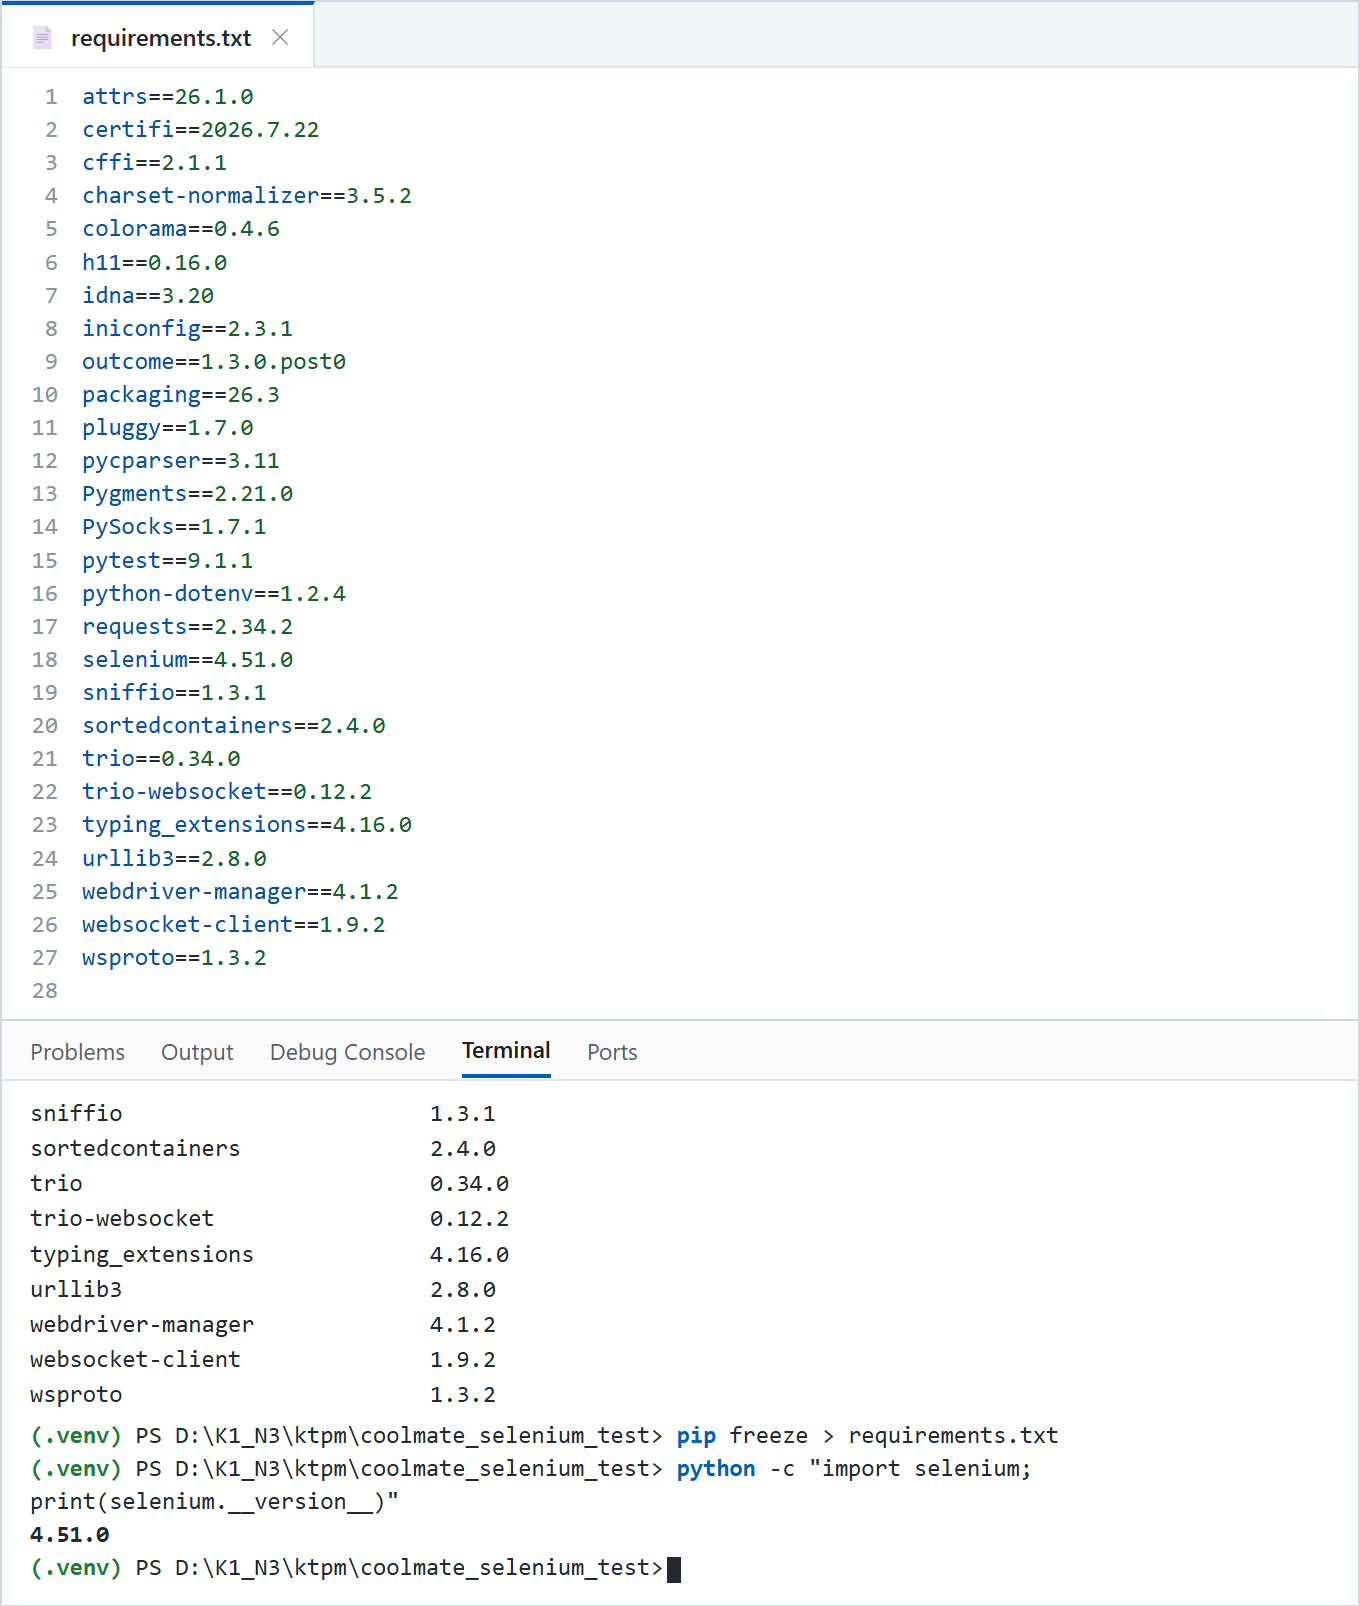 requirements.txt
1 attrs==26.1.0
2 certifi==2026.7.22
3 cffi==2.1.1
4 charset-normalizer==3.5.2
5 colorama==0.4.6
6 h11==0.16.0
7 idna==3.20
8 iniconfig==2.3.1
9 outcome==1.3.0.post0
10 packaging==26.3
11 pluggy==1.7.0
12 pycparser==3.11
13 Pygments==2.21.0
14 PySocks==1.7.1
15 pytest==9.1.1
16 python-dotenv==1.2.4
17 requests==2.34.2
18 selenium==4.51.0
19 sniffio==1.3.1
20 sortedcontainers==2.4.0
21 trio==0.34.0
22 trio-websocket==0.12.2
23 typing_extensions==4.16.0
24 urllib3==2.8.0
25 webdriver-manager==4.1.2
26 websocket-client==1.9.2
27 wsproto==1.3.2
28
Problems Output Debug Console Terminal Ports
sniffio 1.3.1
sortedcontainers 2.4.0
trio 0.34.0
trio-websocket 0.12.2
typing_extensions 4.16.0
urllib3 2.8.0
webdriver-manager 4.1.2
websocket-client 1.9.2
wsproto 1.3.2
(.venv) PS D:\K1_N3\ktpm\coolmate_selenium_test> pip freeze > requirements.txt
(.venv) PS D:\K1_N3\ktpm\coolmate_selenium_test> python -c "import selenium;
print(selenium.__version__)"
4.51.0
(.venv) PS D:\K1_N3\ktpm\coolmate_selenium_test>